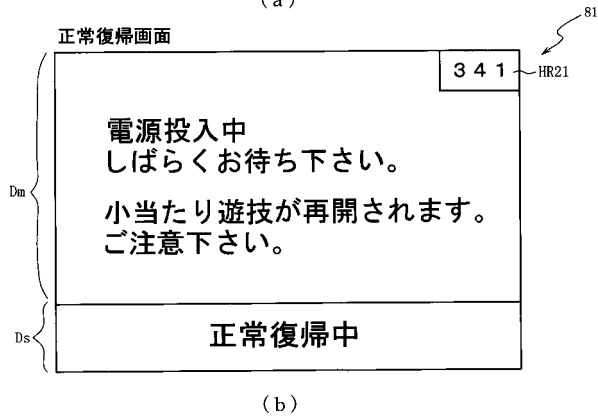 (a)
正常復帰画面
81
341
HR21
電源投入中
しばらくお待ち下さい。
Dm
小当たり遊技が再開されます。
ご注意下さい。
Ds
正常復帰中
(b)